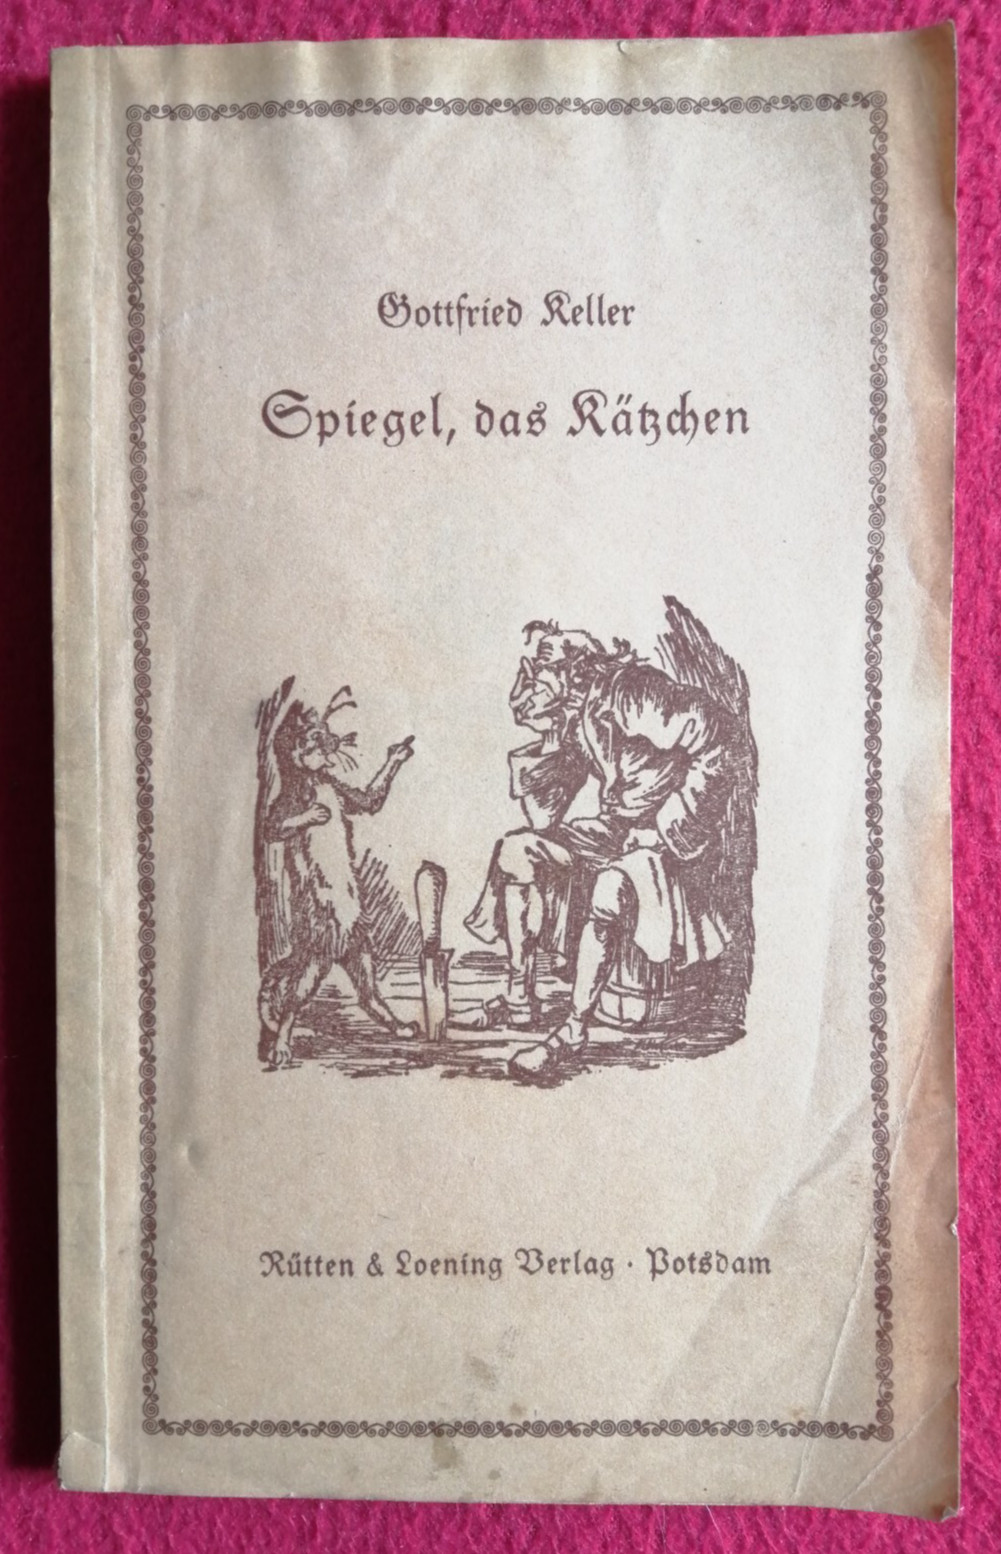 Gottfried Keller
Spiegel, das Kätzchen
Rütten & Loening Verlag · Potsdam